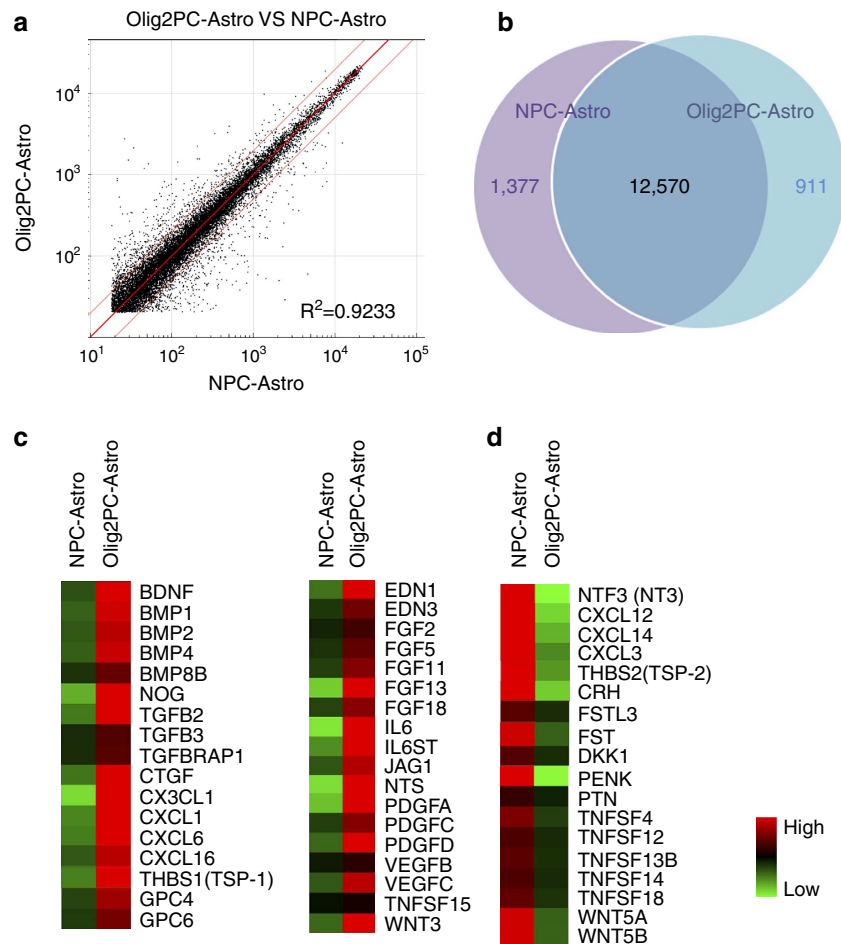 a
Olig2PC-Astro VS NPC-Astro
Olig2PC-Astro
10^4
10^3
10^2
R²=0.9233
10^1 10^2 10^3 10^4 10^5
NPC-Astro
b
NPC-Astro Olig2PC-Astro
1,377 12,570 911
c
NPC-Astro
Olig2PC-Astro
BDNF
BMP1
BMP2
BMP4
BMP8B
NOG
TGFB2
TGFB3
TGFBRAP1
CTGF
CX3CL1
CXCL1
CXCL6
CXCL16
THBS1(TSP-1)
GPC4
GPC6
NPC-Astro
Olig2PC-Astro
EDN1
EDN3
FGF2
FGF5
FGF11
FGF13
FGF18
IL6
IL6ST
JAG1
NTS
PDGFA
PDGFC
PDGFD
VEGFB
VEGFC
TNFSF15
WNT3
d
NPC-Astro
Olig2PC-Astro
NTF3 (NT3)
CXCL12
CXCL14
CXCL3
THBS2(TSP-2)
CRH
FSTL3
FST
DKK1
PENK
PTN
TNFSF4
TNFSF12
TNFSF13B
TNFSF14
TNFSF18
WNT5A
WNT5B
High
Low